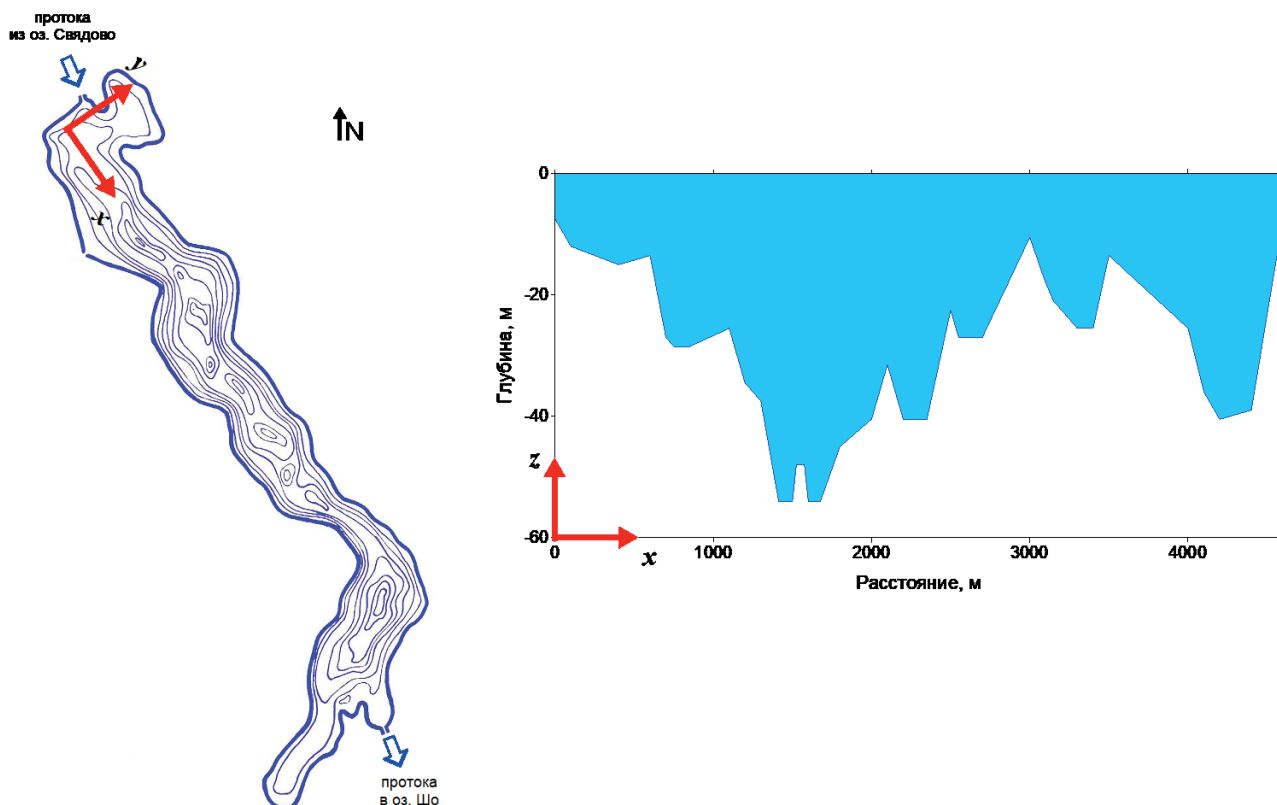 протока
из оз. Свядово
y
N
x
протока
в оз. Шо
0
-20
-40
-60
Глубина, м
z
x
0
1000
2000
3000
4000
Расстояние, м